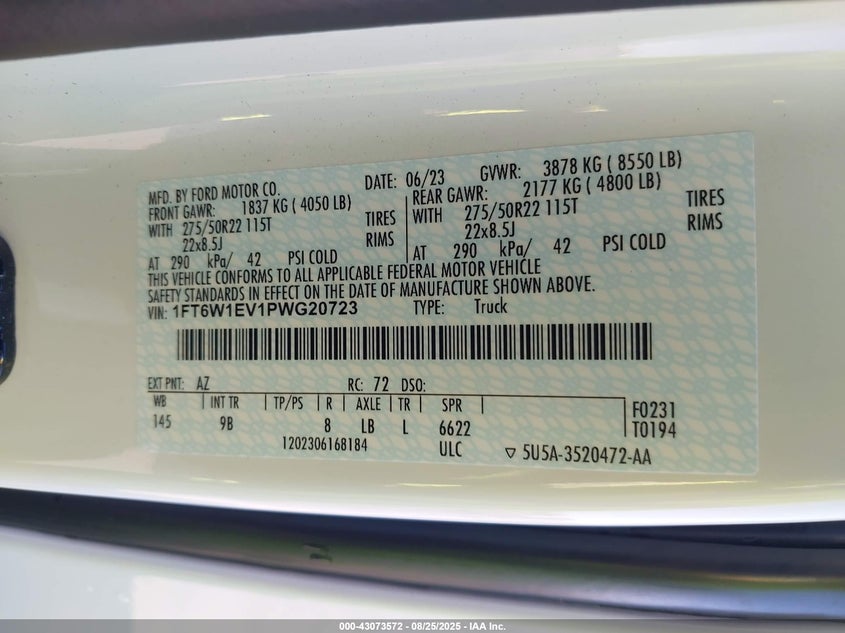 MFD. BY FORD MOTOR CO.
DATE: 06/23 GVWR: 3878 KG ( 8550 LB)
FRONT GAWR: 1837 KG ( 4050 LB)
WITH 275/50R22 115T TIRES
22x8.5J RIMS
AT 290 kPa/ 42 PSI COLD
REAR GAWR: 2177 KG ( 4800 LB)
WITH 275/50R22 115T TIRES
22x8.5J RIMS
AT 290 kPa/ 42 PSI COLD
THIS VEHICLE CONFORMS TO ALL APPLICABLE FEDERAL MOTOR VEHICLE
SAFETY STANDARDS IN EFFECT ON THE DATE OF MANUFACTURE SHOWN ABOVE.
VIN: 1FT6W1EV1PWG20723 TYPE: Truck
EXT PNT: AZ RC: 72 DSO:
WB INT TR TP/PS R AXLE TR SPR
145 9B 8 LB L 6622
F0231
T0194
1202306168184 ULC ▽ 5U5A-3520472-AA
000-43073572 - 08/25/2025 - IAA Inc.